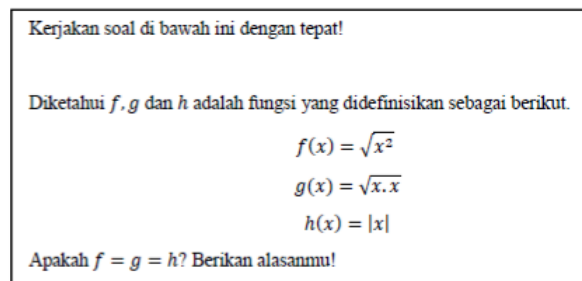 Kerjakan soal di bawah ini dengan tepat!
Diketahui f, g dan h adalah fungsi yang didefinisikan sebagai berikut.
f(x) = √x²
g(x) = √x.x
h(x) = |x|
Apakah f = g = h? Berikan alasanmu!